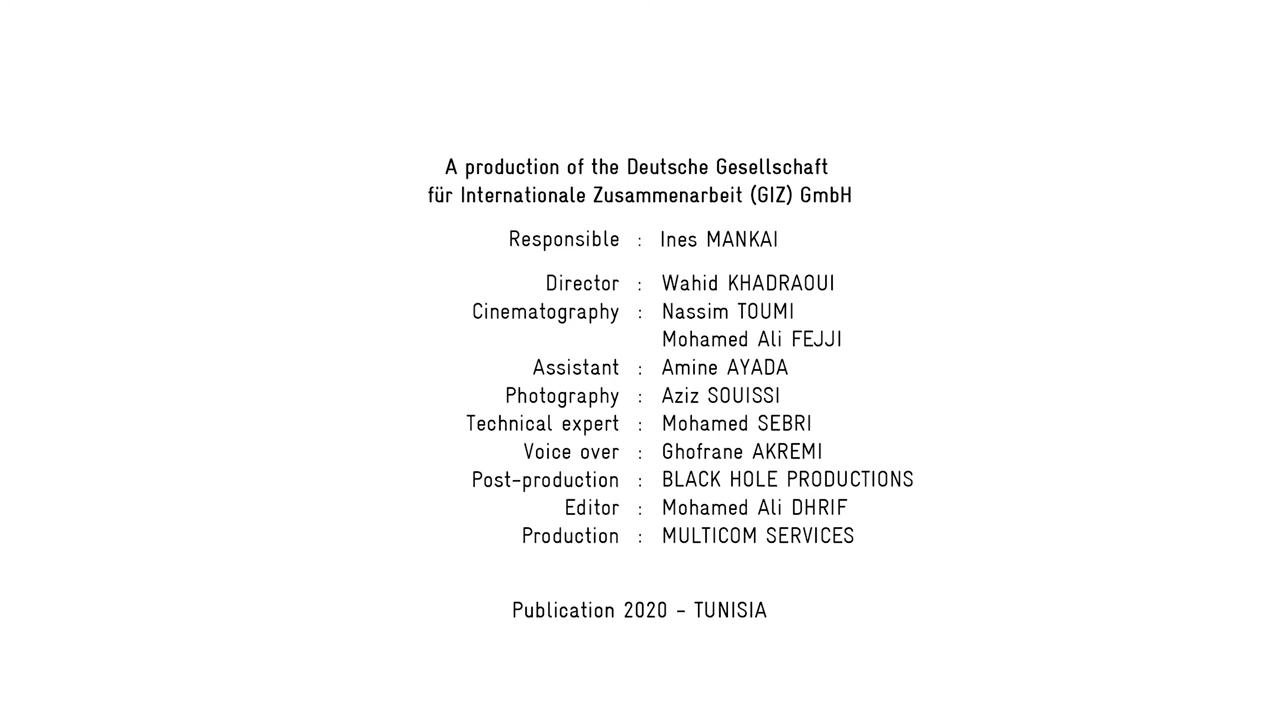 A production of the Deutsche Gesellschaft
für Internationale Zusammenarbeit (GIZ) GmbH
Responsible : Ines MANKAI
Director : Wahid KHADRAOUI
Cinematography : Nassim TOUMI
Mohamed Ali FEJJI
Assistant : Amine AYADA
Photography : Aziz SOUISSI
Technical expert : Mohamed SEBRI
Voice over : Ghofrane AKREMI
Post-production : BLACK HOLE PRODUCTIONS
Editor : Mohamed Ali DHRIF
Production : MULTICOM SERVICES
Publication 2020 - TUNISIA